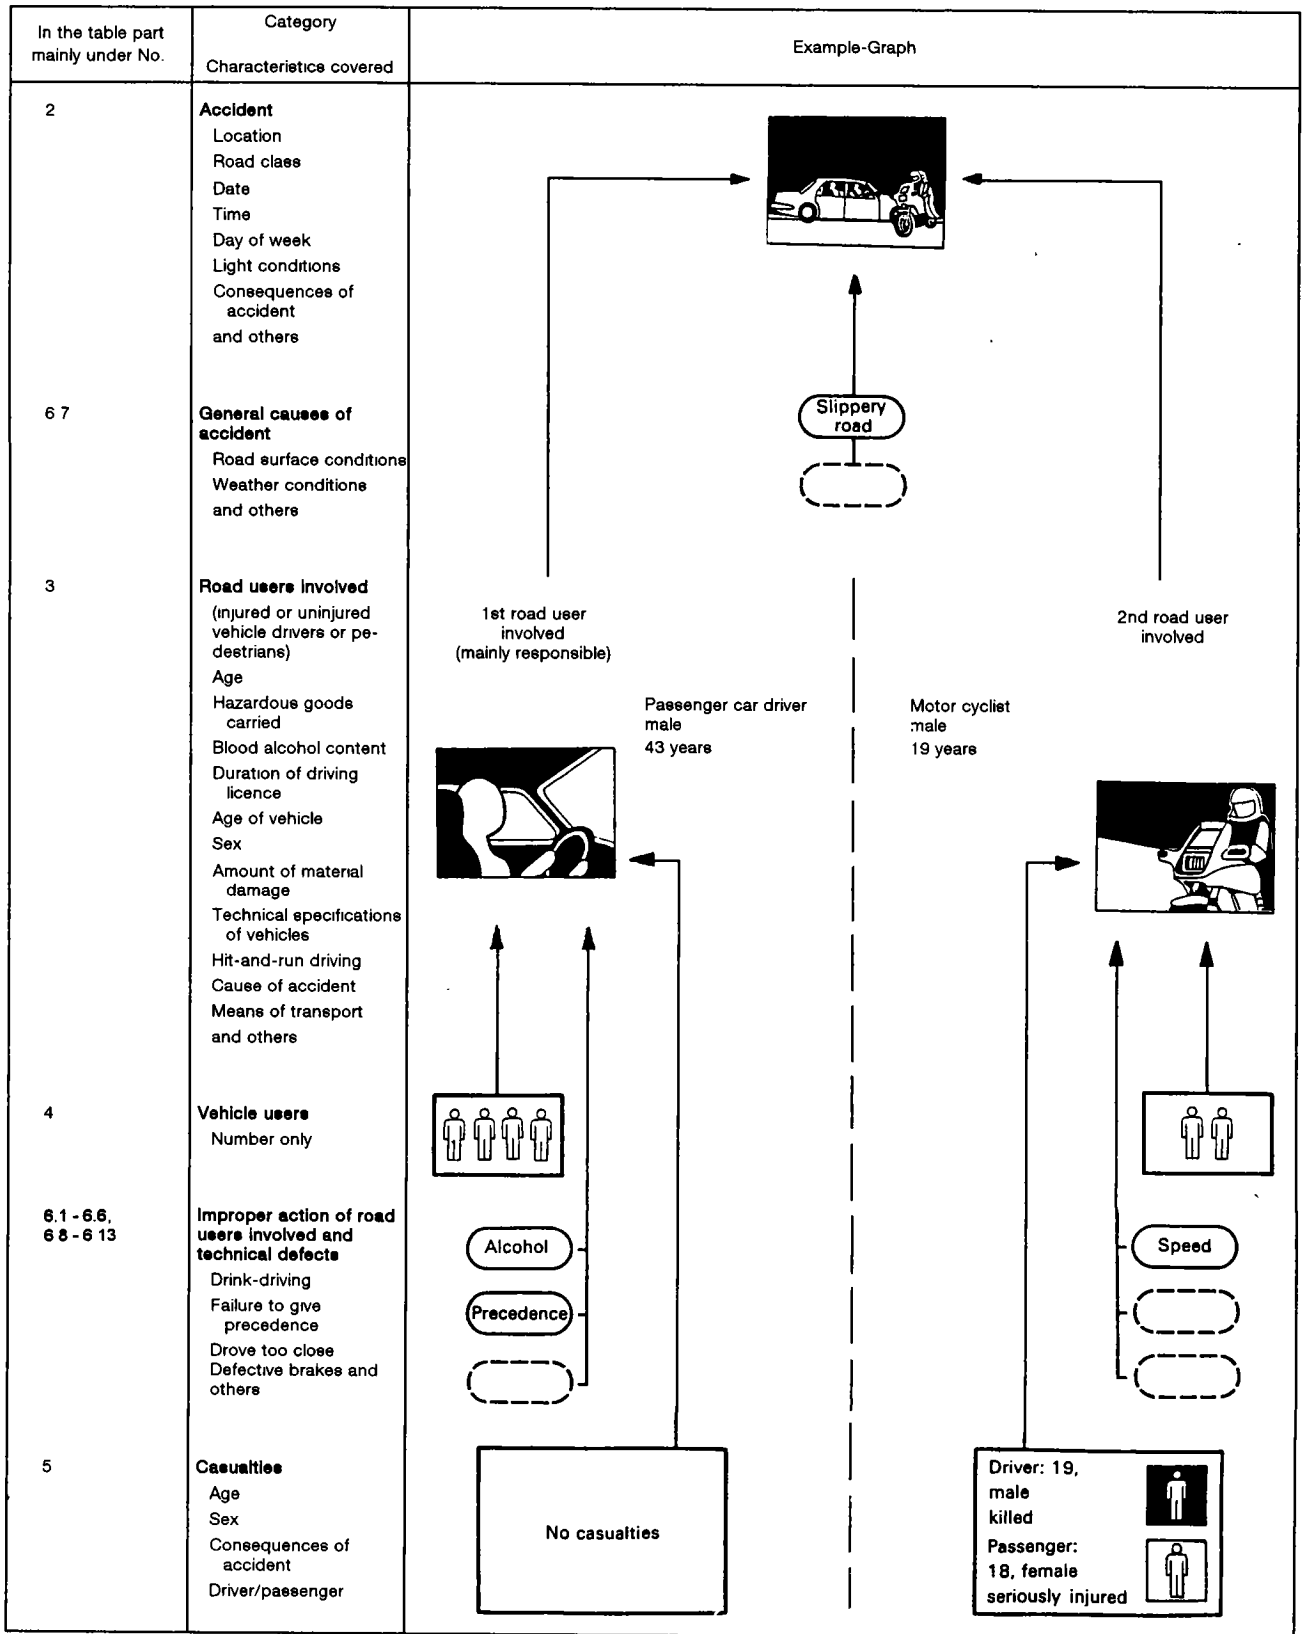 In the table part
mainly under No.
Category
Characteristics covered
Example-Graph
2
Accident
Location
Road class
Date
Time
Day of week
Light conditions
Consequences of
accident
and others
6 7
General causes of
accident
Road surface conditions
Weather conditions
and others
Slippery
road
3
Road users involved
(injured or uninjured
vehicle drivers or pe-
destrians)
Age
Hazardous goods
carried
Blood alcohol content
Duration of driving
licence
Age of vehicle
Sex
Amount of material
damage
Technical specifications
of vehicles
Hit-and-run driving
Cause of accident
Means of transport
and others
1st road user
involved
(mainly responsible)
Passenger car driver
male
43 years
2nd road user
involved
Motor cyclist
male
19 years
4
Vehicle users
Number only
6.1 - 6.6,
6 8 - 6 13
Improper action of road
users involved and
technical defects
Drink-driving
Failure to give
precedence
Drove too close
Defective brakes and
others
Alcohol
Precedence
Speed
5
Casualties
Age
Sex
Consequences of
accident
Driver/passenger
No casualties
Driver: 19,
male
killed
Passenger:
18, female
seriously injured